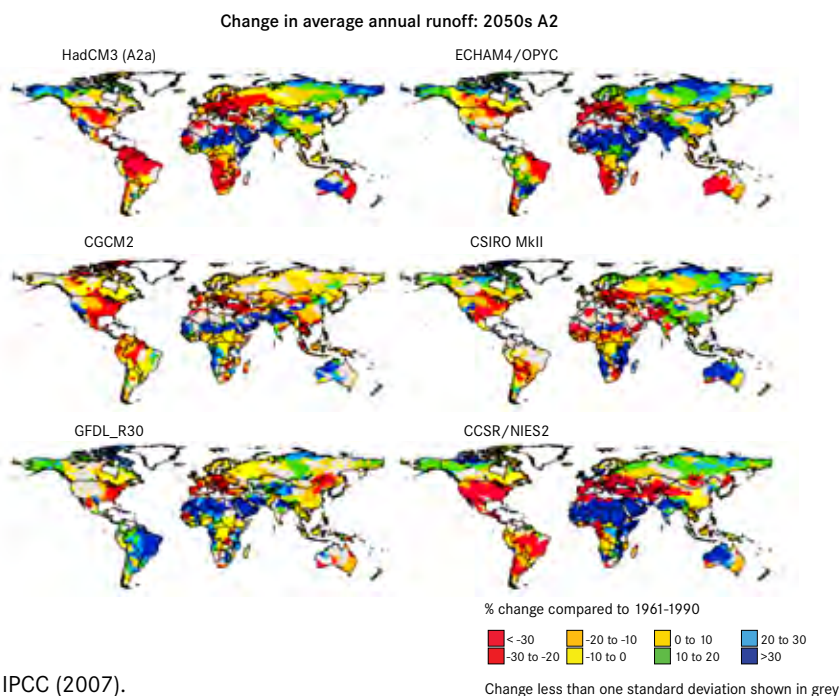 Change in average annual runoff: 2050s A2
HadCM3 (A2a)
ECHAM4/OPYC
CGCM2
CSIRO MkII
GFDL_R30
CCSR/NIES2
% change compared to 1961-1990
< -30 -20 to -10 0 to 10 20 to 30
-30 to -20 -10 to 0 10 to 20 >30
IPCC (2007).
Change less than one standard deviation shown in grey